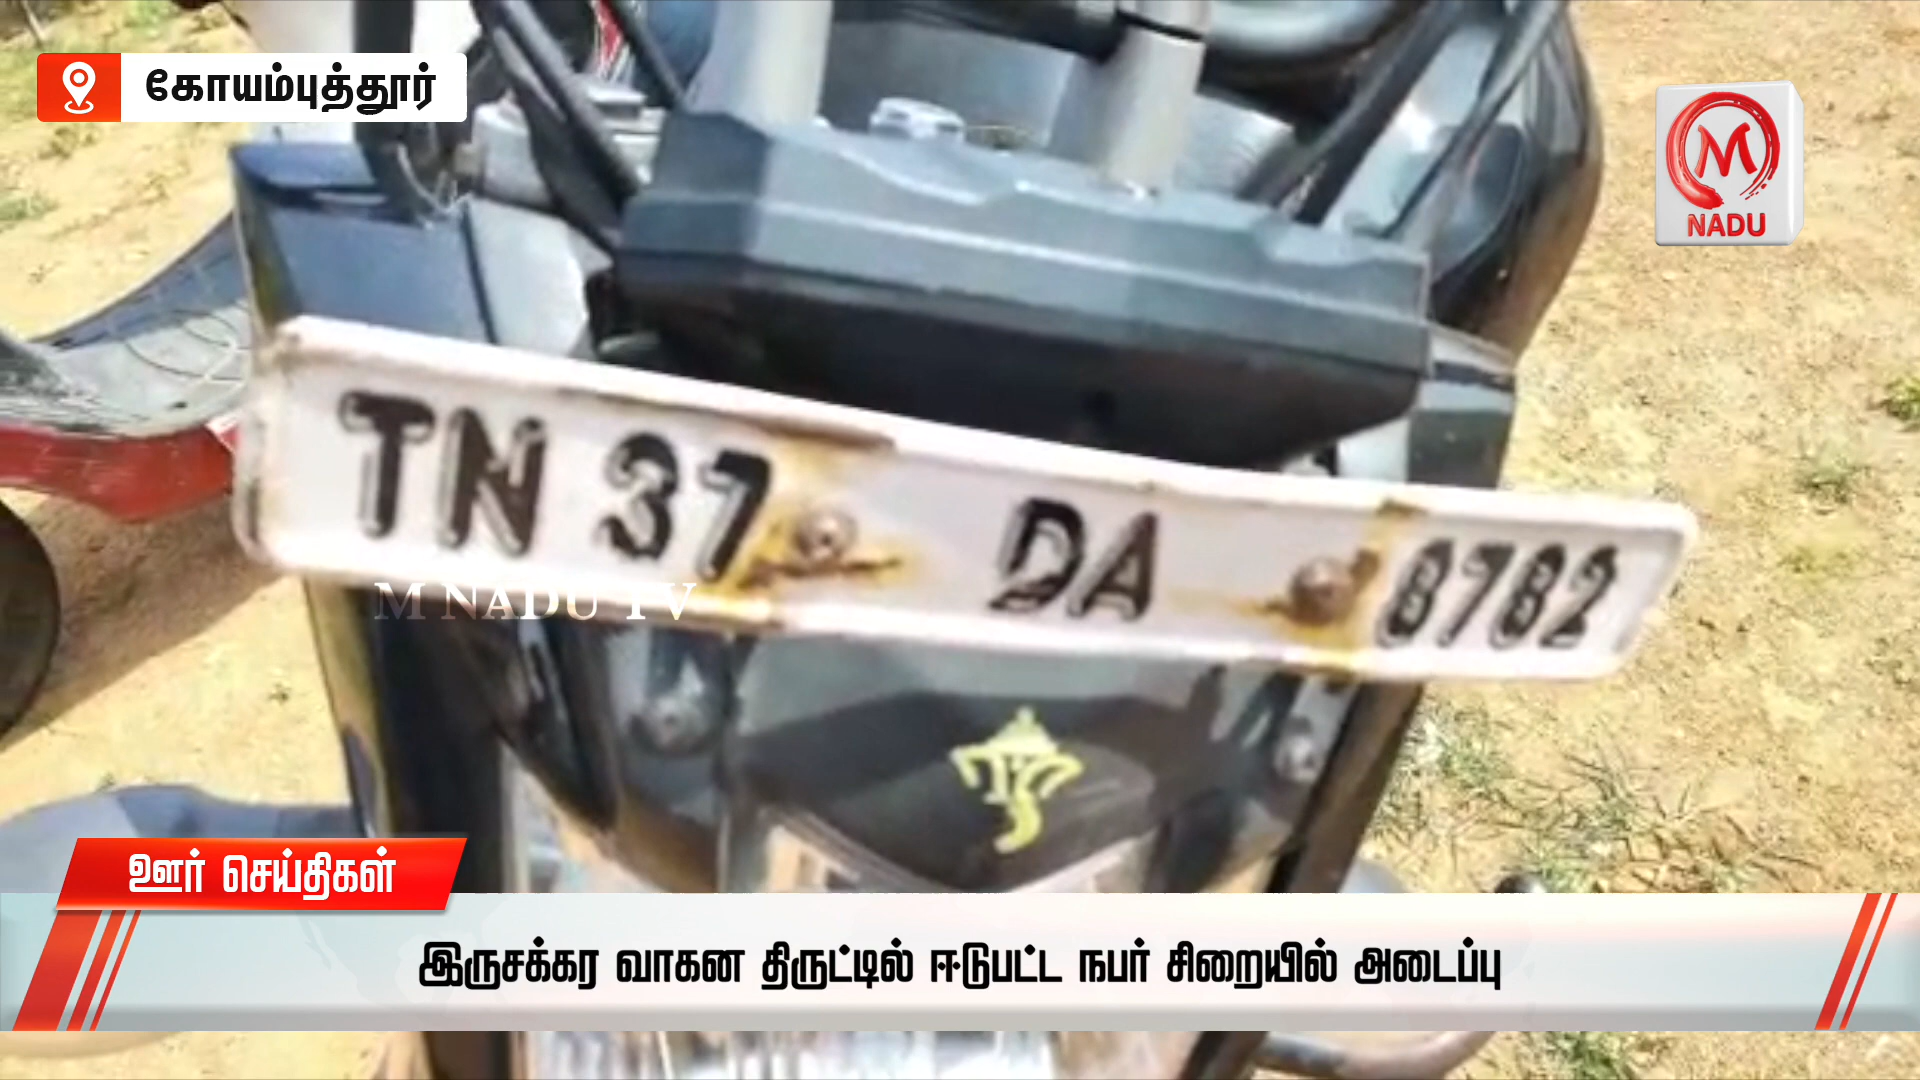 கோயம்புத்தூர்
M
NADU
TN 37 DA 8782
M NADU TV
ஊர் செய்திகள்
இருசக்கர வாகன திருட்டில் ஈடுபட்ட நபர் சிறையில் அடைப்பு